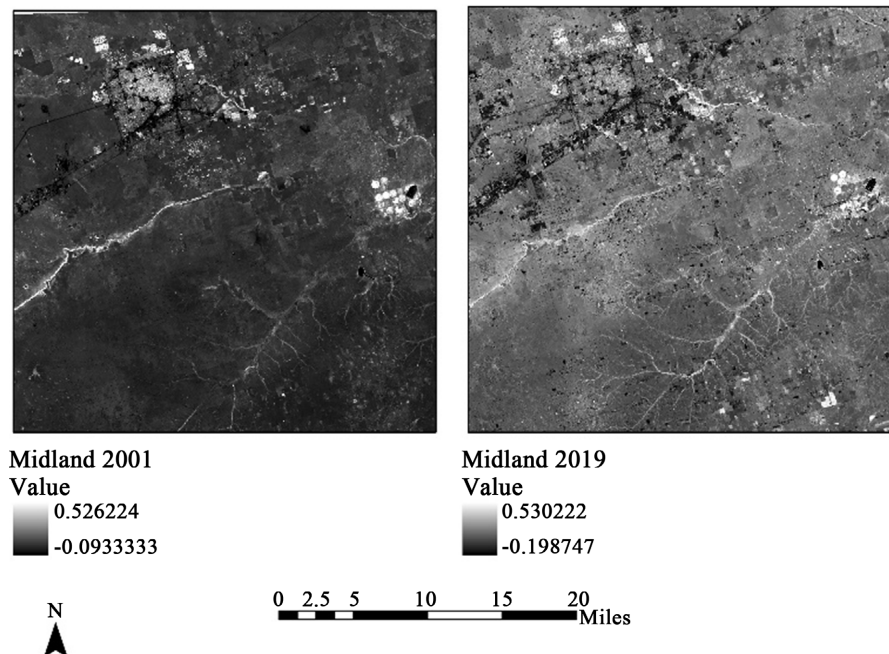 Midland 2001
Value
0.526224
-0.0933333
Midland 2019
Value
0.530222
-0.198747
0 2.5 5 10 15 20
Miles
N